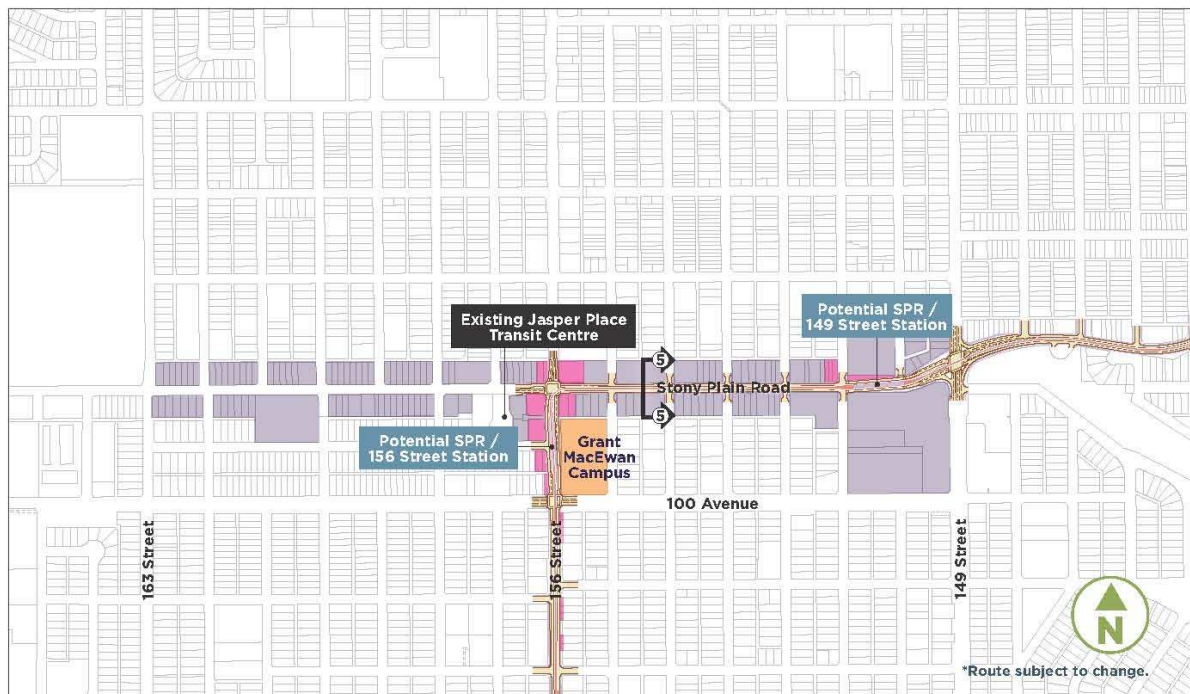 Potential SPR /
149 Street Station
Existing Jasper Place
Transit Centre
5
Stony Plain Road
5
Potential SPR /
156 Street Station
Grant
MacEwan
Campus
100 Avenue
163 Street
156 Street
149 Street
N
*Route subject to change.